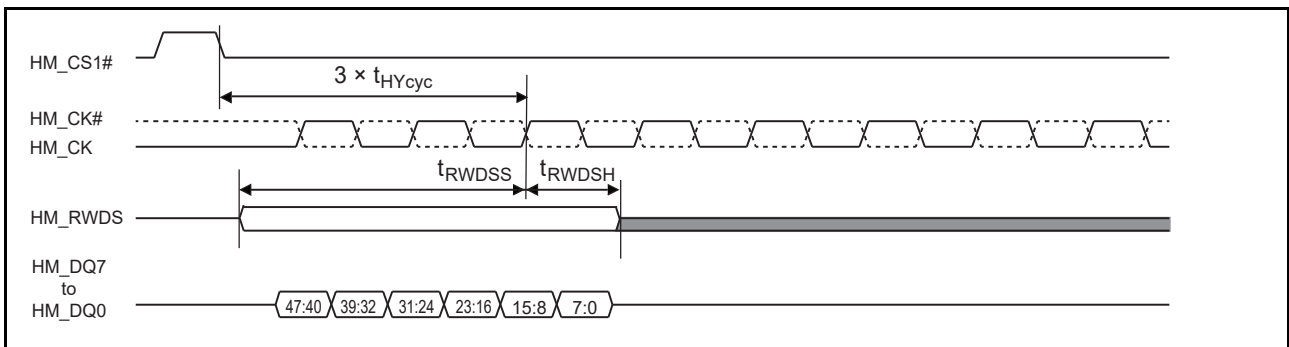 HM_CS1#
3 × tHYcyc
HM_CK#
HM_CK
tRWDSS tRWDSH
HM_RWDS
HM_DQ7
to
HM_DQ0
47:40 39:32 31:24 23:16 15:8 7:0